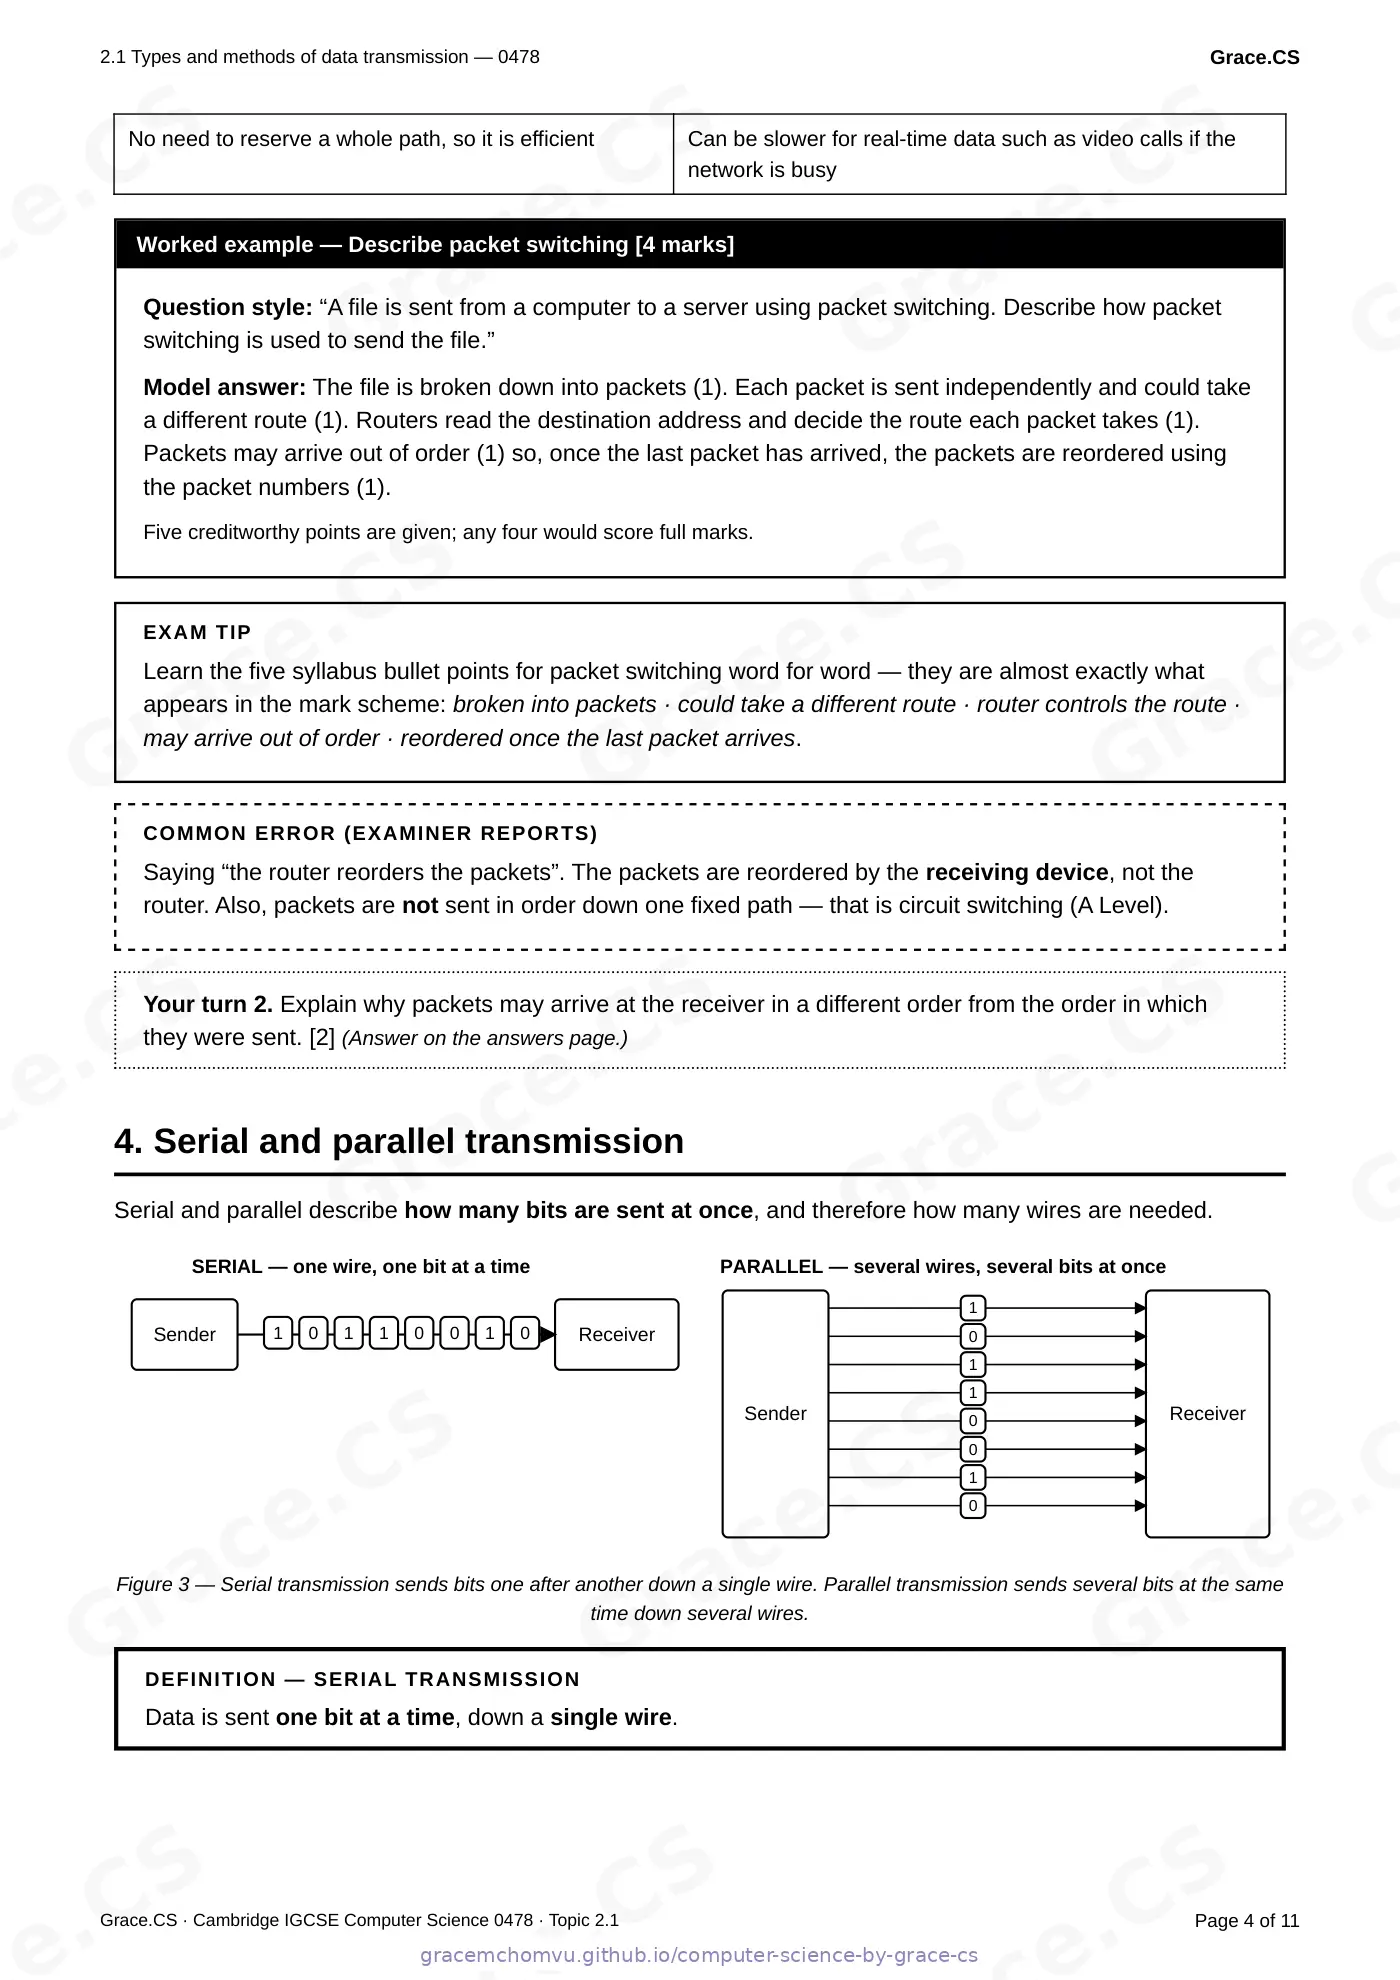 2.1 Types and methods of data transmission — 0478
Grace.CS
No need to reserve a whole path, so it is efficient
Can be slower for real-time data such as video calls if the
network is busy
Worked example — Describe packet switching [4 marks]
Question style: “A file is sent from a computer to a server using packet switching. Describe how packet
switching is used to send the file.”
Model answer: The file is broken down into packets (1). Each packet is sent independently and could take
a different route (1). Routers read the destination address and decide the route each packet takes (1).
Packets may arrive out of order (1) so, once the last packet has arrived, the packets are reordered using
the packet numbers (1).
Five creditworthy points are given; any four would score full marks.
EXAM TIP
Learn the five syllabus bullet points for packet switching word for word — they are almost exactly what
appears in the mark scheme: broken into packets · could take a different route · router controls the route ·
may arrive out of order · reordered once the last packet arrives.
COMMON ERROR (EXAMINER REPORTS)
Saying “the router reorders the packets”. The packets are reordered by the receiving device, not the
router. Also, packets are not sent in order down one fixed path — that is circuit switching (A Level).
Your turn 2. Explain why packets may arrive at the receiver in a different order from the order in which
they were sent. [2] (Answer on the answers page.)
4. Serial and parallel transmission
Serial and parallel describe how many bits are sent at once, and therefore how many wires are needed.
SERIAL — one wire, one bit at a time
Sender
1 0 1 1 0 0 1 0
Receiver
PARALLEL — several wires, several bits at once
Sender
1
0
1
1
0
0
1
0
Receiver
Figure 3 — Serial transmission sends bits one after another down a single wire. Parallel transmission sends several bits at the same
time down several wires.
DEFINITION — SERIAL TRANSMISSION
Data is sent one bit at a time, down a single wire.
Grace.CS · Cambridge IGCSE Computer Science 0478 · Topic 2.1
Page 4 of 11
gracemchomvu.github.io/computer-science-by-grace-cs